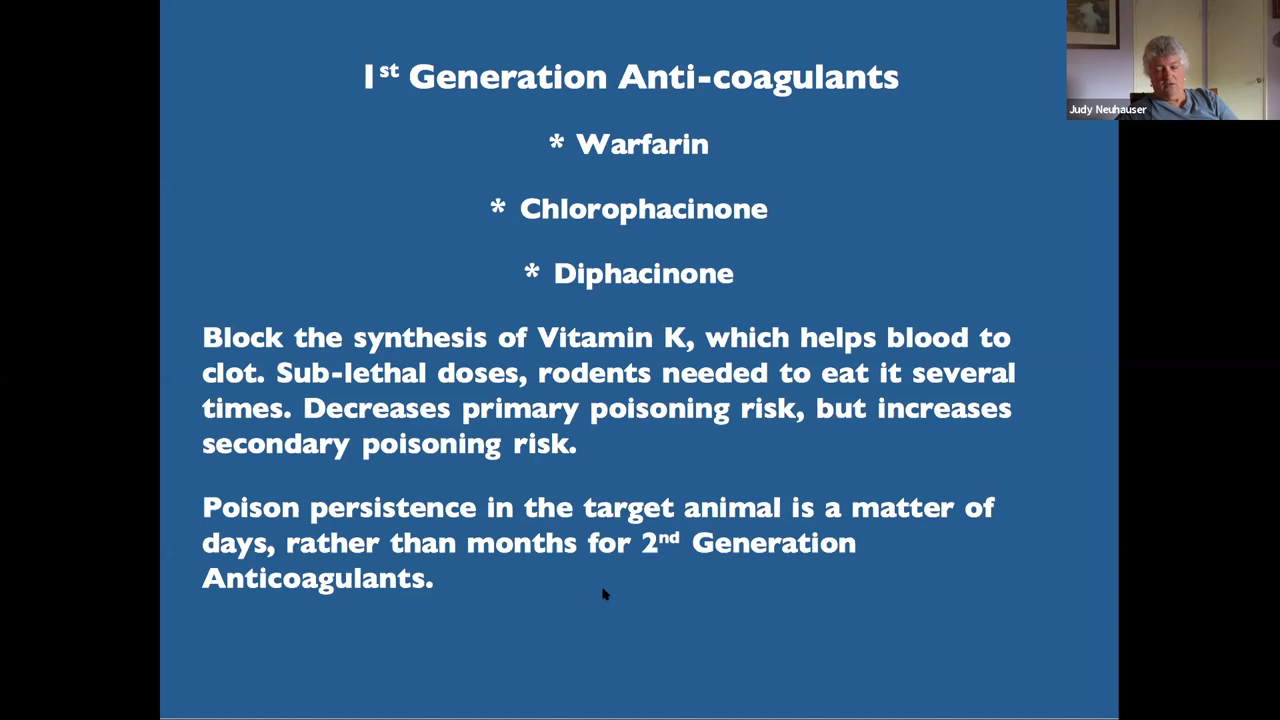 1st Generation Anti-coagulants
* Warfarin
* Chlorophacinone
* Diphacinone
Block the synthesis of Vitamin K, which helps blood to
clot. Sub-lethal doses, rodents needed to eat it several
times. Decreases primary poisoning risk, but increases
secondary poisoning risk.
Poison persistence in the target animal is a matter of
days, rather than months for 2nd Generation
Anticoagulants.
Judy Neuhauser